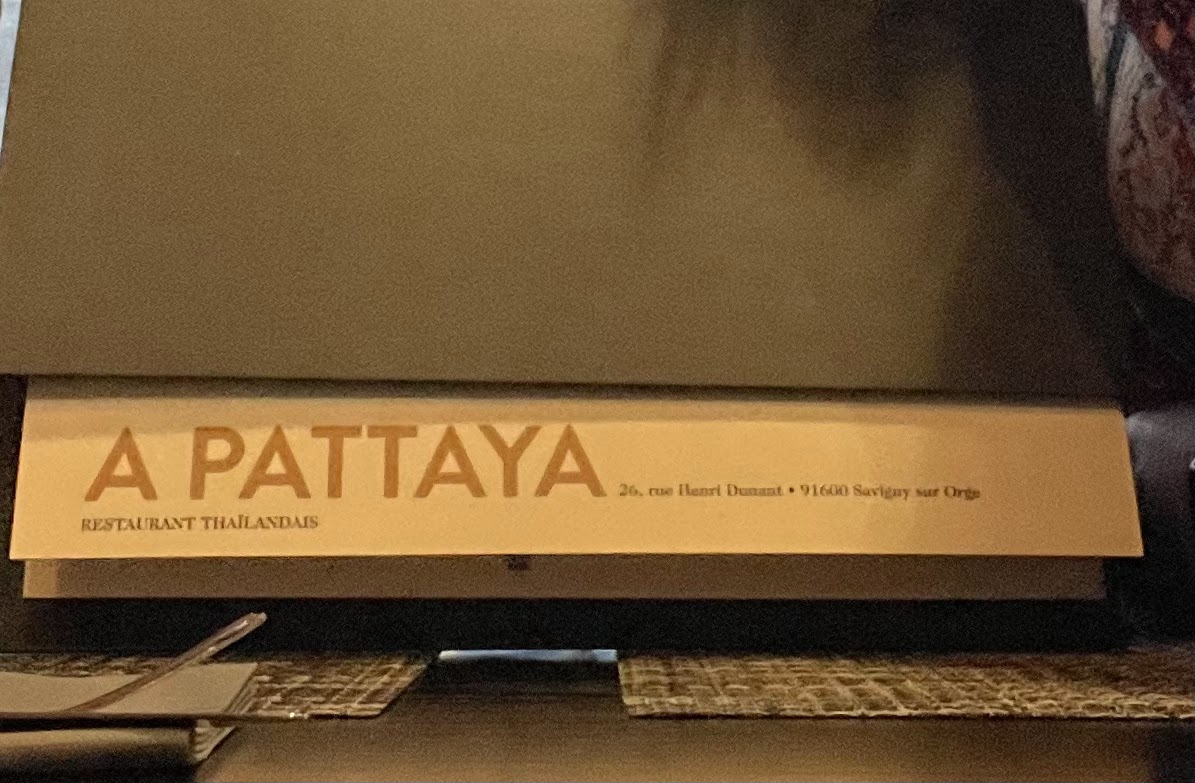 A PATTAYA 26, rue Henri Dunant • 91600 Savigny sur Orge
RESTAURANT THAÏLANDAIS